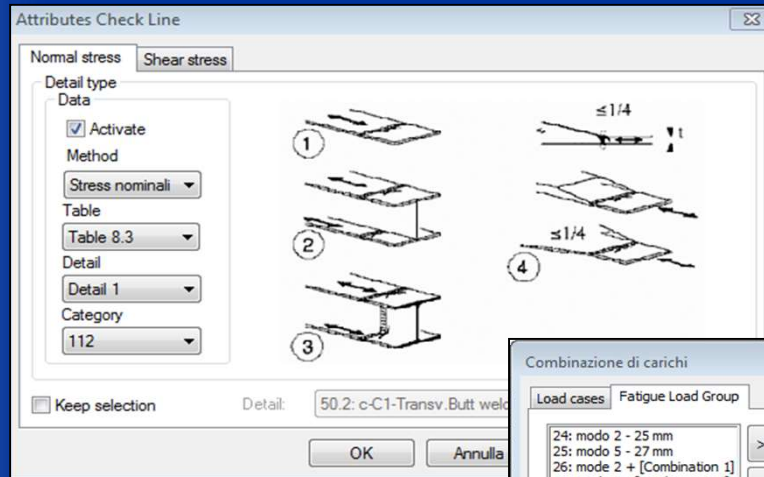 Attributes Check Line
Normal stress
Shear stress
Detail type
Data
Activate
Method
Stress nominali
Table
Table 8.3
Detail
Detail 1
Category
112
1
2
3
≤1/4
t
≤1/4
4
Keep selection
Detail:
50.2: c-C1-Transv.Butt weld
OK
Annulla
Combinazione di carichi
Load cases
Fatigue Load Group
24: modo 2 - 25 mm
25: modo 5 - 27 mm
26: mode 2 + [Combination 1]
>